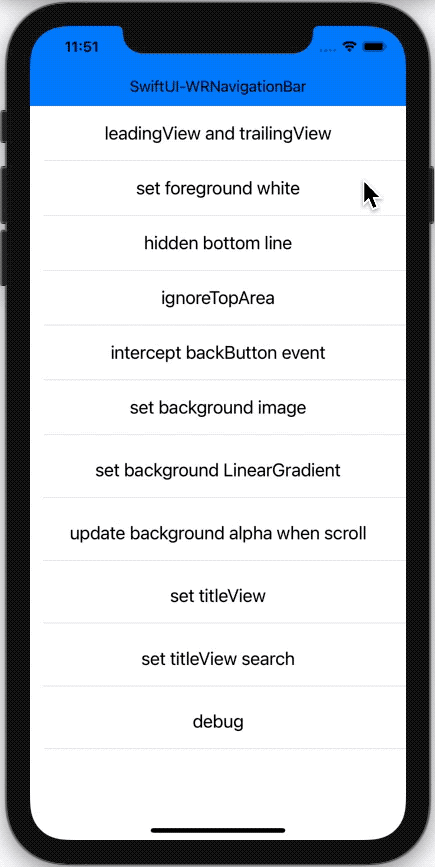 11:51
SwiftUI-WRNavigationBar
leadingView and trailingView
set foreground white
hidden bottom line
ignoreTopArea
intercept backButton event
set background image
set background LinearGradient
update background alpha when scroll
set titleView
set titleView search
debug